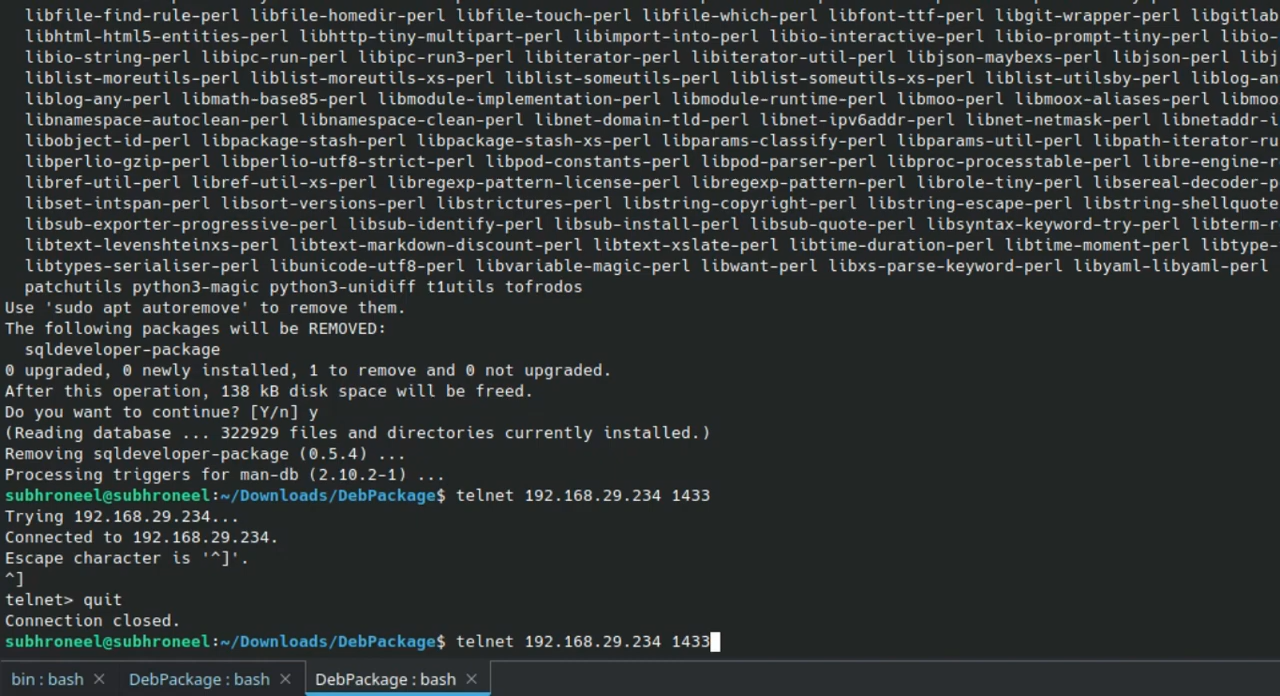 libfile-find-rule-perl libfile-homedir-perl libfile-touch-perl libfile-which-perl libfont-ttf-perl libgit-wrapper-perl libgitlab
libhtml-html5-entities-perl libhttp-tiny-multipart-perl libimport-into-perl libio-interactive-perl libio-prompt-tiny-perl libio-
libio-string-perl libipc-run-perl libipc-run3-perl libiterator-perl libiterator-util-perl libjson-maybexs-perl libjson-perl libj
liblist-moreutils-perl liblist-moreutils-xs-perl liblist-someutils-perl liblist-someutils-xs-perl liblist-utilsby-perl liblog-an
liblog-any-perl libmath-base85-perl libmodule-implementation-perl libmodule-runtime-perl libmoo-perl libmoox-aliases-perl libmoo
libnamespace-autoclean-perl libnamespace-clean-perl libnet-domain-tld-perl libnet-ipv6addr-perl libnet-netmask-perl libnetaddr-i
libobject-id-perl libpackage-stash-perl libpackage-stash-xs-perl libparams-classify-perl libparams-util-perl libpath-iterator-ru
libperlio-gzip-perl libperlio-utf8-strict-perl libpod-constants-perl libpod-parser-perl libproc-processtable-perl libre-engine-r
libref-util-perl libref-util-xs-perl libregexp-pattern-license-perl libregexp-pattern-perl librole-tiny-perl libsereal-decoder-p
libset-intspan-perl libsort-versions-perl libstrictures-perl libstring-copyright-perl libstring-escape-perl libstring-shellquote
libsub-exporter-progressive-perl libsub-identify-perl libsub-install-perl libsub-quote-perl libsyntax-keyword-try-perl libterm-r
libtext-levenshteinxs-perl libtext-markdown-discount-perl libtext-xslate-perl libtime-duration-perl libtime-moment-perl libtype-
libtypes-serialiser-perl libunicode-utf8-perl libvariable-magic-perl libwant-perl libxs-parse-keyword-perl libyaml-libyaml-perl
patchutils python3-magic python3-unidiff t1utils tofrodos
Use 'sudo apt autoremove' to remove them.
The following packages will be REMOVED:
sqldeveloper-package
0 upgraded, 0 newly installed, 1 to remove and 0 not upgraded.
After this operation, 138 kB disk space will be freed.
Do you want to continue? [Y/n] y
(Reading database ... 322929 files and directories currently installed.)
Removing sqldeveloper-package (0.5.4) ...
Processing triggers for man-db (2.10.2-1) ...
subhroneel@subhroneel:~/Downloads/DebPackage$ telnet 192.168.29.234 1433
Trying 192.168.29.234...
Connected to 192.168.29.234.
Escape character is '^]'.
^]
telnet> quit
Connection closed.
subhroneel@subhroneel:~/Downloads/DebPackage$ telnet 192.168.29.234 1433
bin : bash DebPackage : bash DebPackage : bash